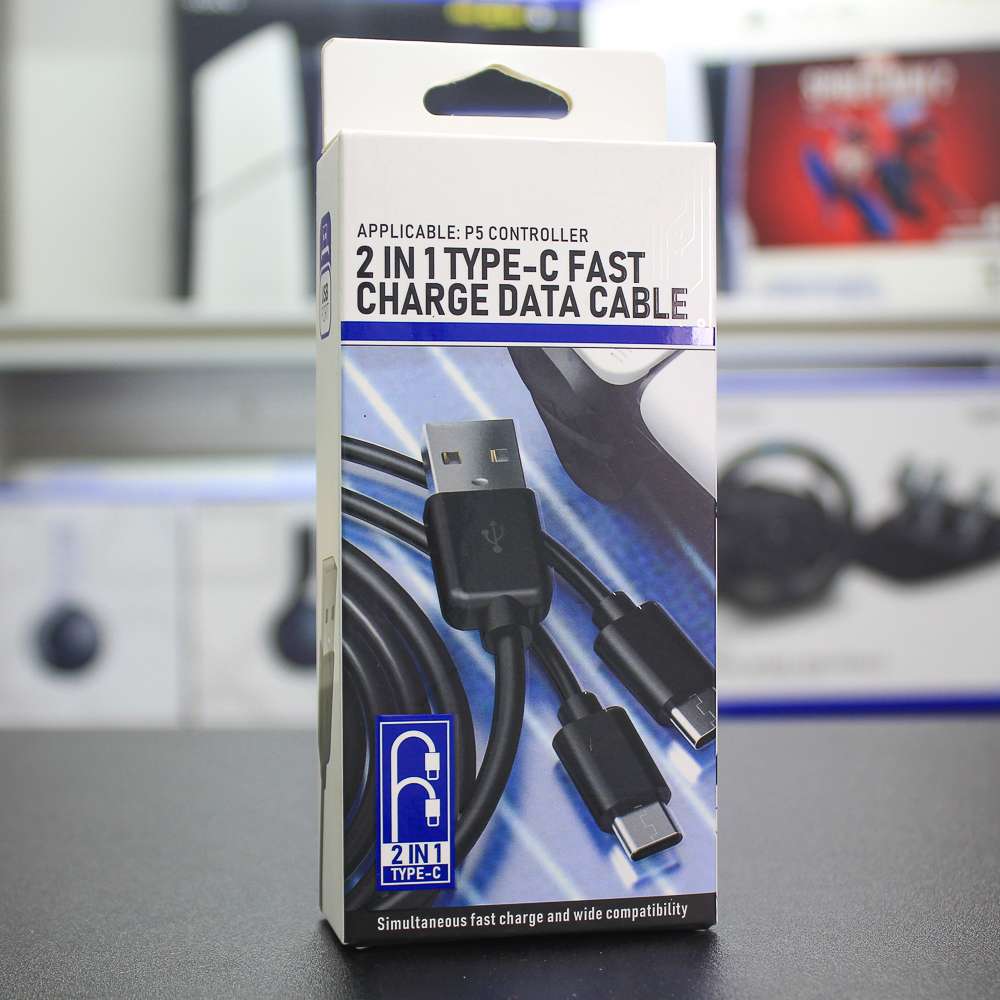 APPLICABLE: P5 CONTROLLER
2 IN 1 TYPE-C FAST
CHARGE DATA CABLE
2 IN 1
TYPE-C
Simultaneous fast charge and wide compatibility